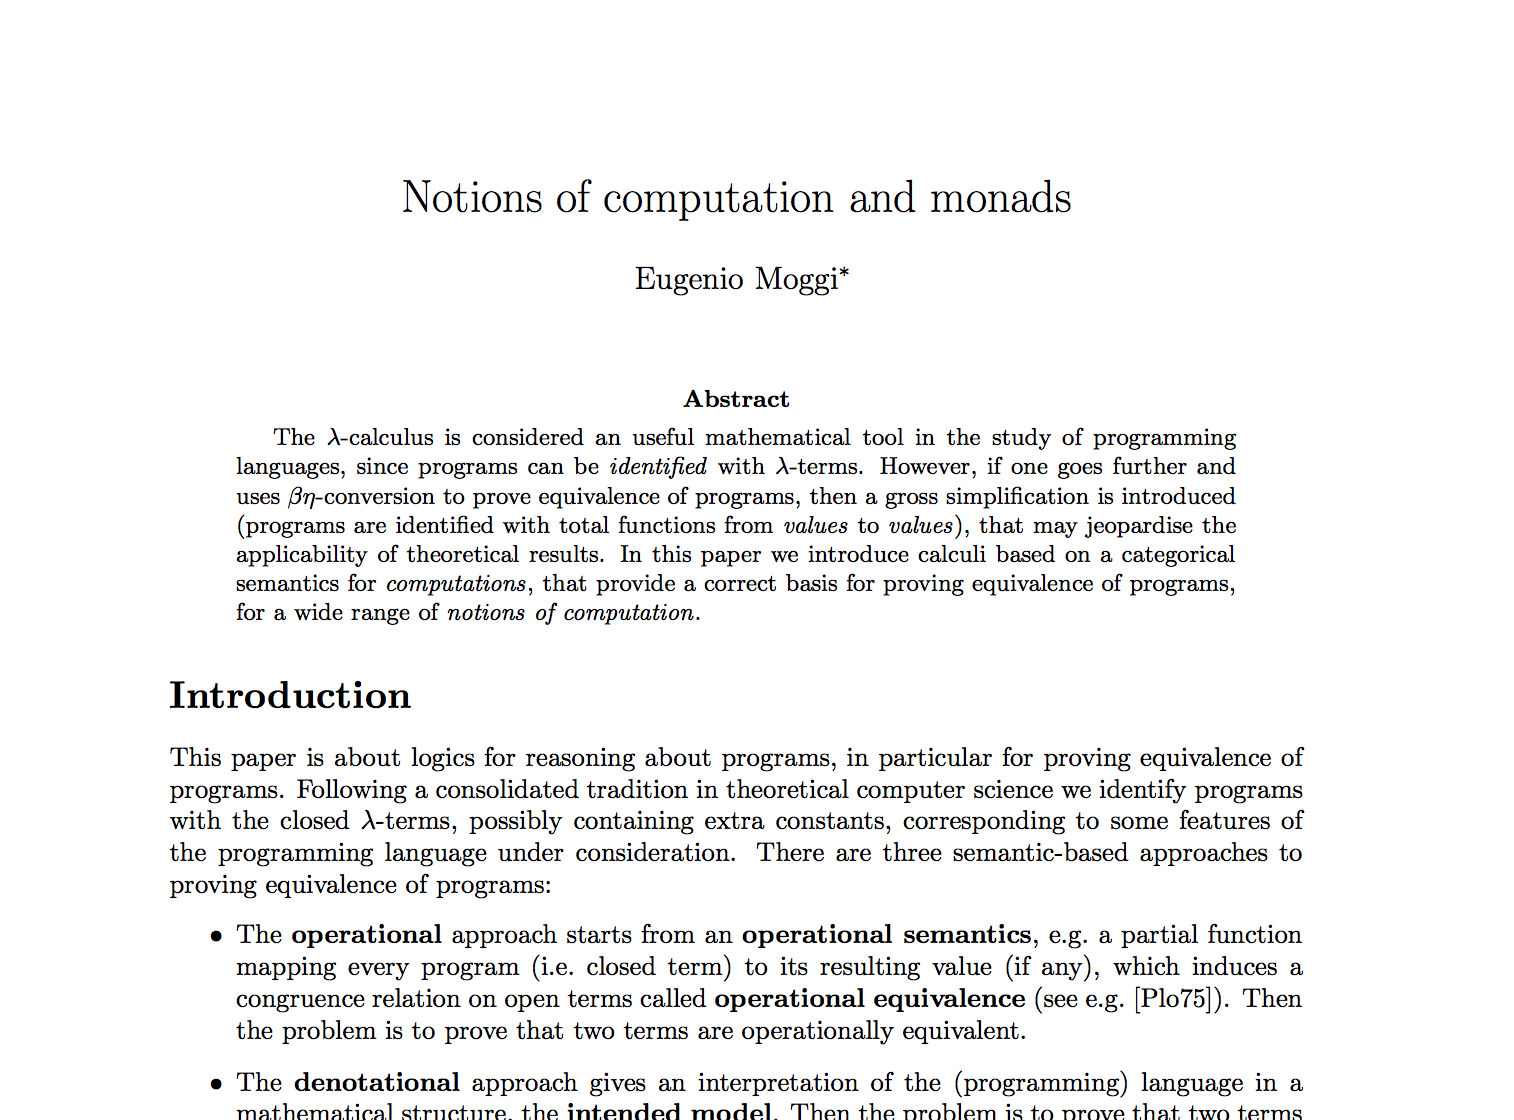 Notions of computation and monads
Eugenio Moggi*
Abstract
The λ-calculus is considered an useful mathematical tool in the study of programming
languages, since programs can be identified with λ-terms. However, if one goes further and
uses βη-conversion to prove equivalence of programs, then a gross simplification is introduced
(programs are identified with total functions from values to values), that may jeopardise the
applicability of theoretical results. In this paper we introduce calculi based on a categorical
semantics for computations, that provide a correct basis for proving equivalence of programs,
for a wide range of notions of computation.
Introduction
This paper is about logics for reasoning about programs, in particular for proving equivalence of
programs. Following a consolidated tradition in theoretical computer science we identify programs
with the closed λ-terms, possibly containing extra constants, corresponding to some features of
the programming language under consideration. There are three semantic-based approaches to
proving equivalence of programs:
• The operational approach starts from an operational semantics, e.g. a partial function
mapping every program (i.e. closed term) to its resulting value (if any), which induces a
congruence relation on open terms called operational equivalence (see e.g. [Plo75]). Then
the problem is to prove that two terms are operationally equivalent.
• The denotational approach gives an interpretation of the (programming) language in a
mathematical structure, the intended model. Then the problem is to prove that two terms